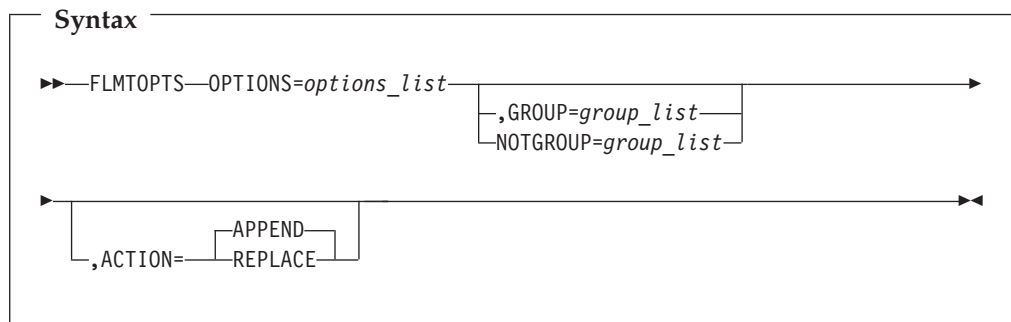 Syntax
FLMTOPTS OPTIONS=options_list
,GROUP=group_list
NOTGROUP=group_list
APPEND
,ACTION=
REPLACE